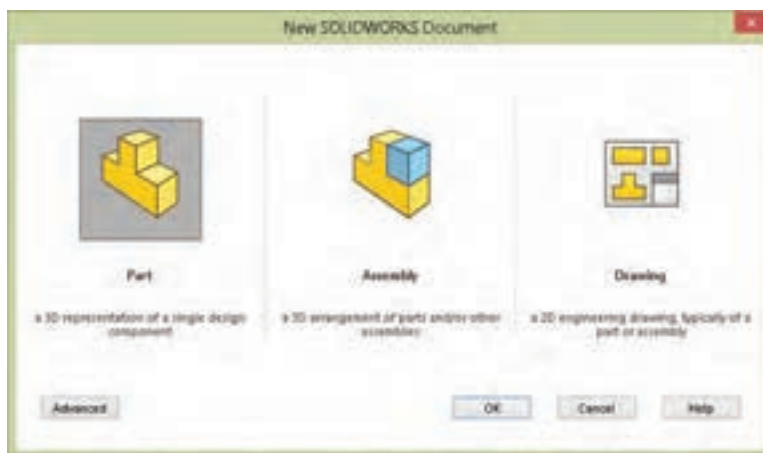 New SOLIDWORKS Document
Part
Assembly
Drawing
a 3D representation of a single design
component
a 3D arrangement of parts and/or other
assemblies
a 2D engineering drawing, typically of a
part or assembly
Advanced
OK
Cancel
Help